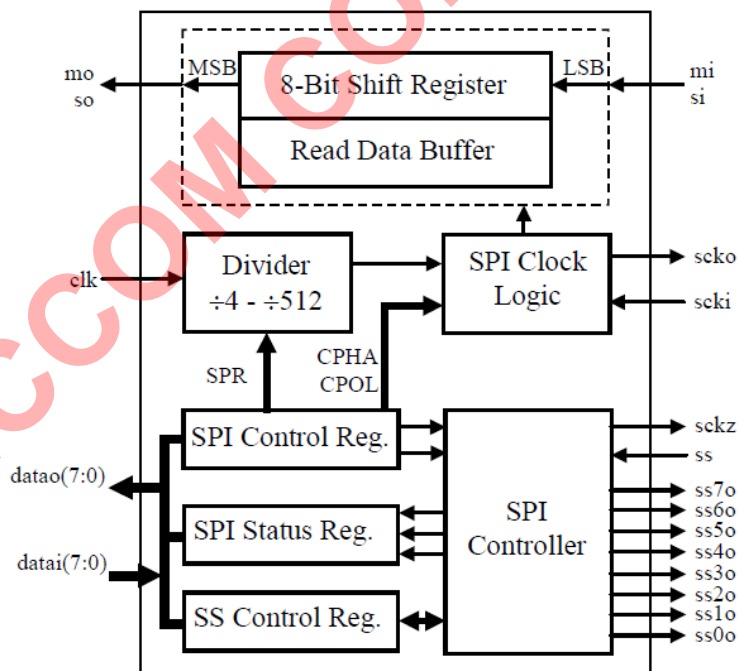 mo
so
MSB
8-Bit Shift Register
LSB
mi
si
Read Data Buffer
clk
Divider
÷4 - ÷512
SPI Clock
Logic
scko
scki
SPR
CPHA
CPOL
SPI Control Reg.
sckz
ss
datao(7:0)
SPI Status Reg.
SPI
Controller
ss7o
ss6o
ss5o
ss4o
ss3o
ss2o
ss1o
ss0o
datai(7:0)
SS Control Reg.
CCOM CO